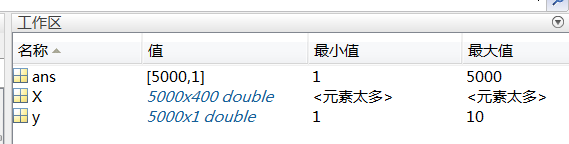 工作区
名称 值 最小值 最大值
ans [5000,1] 1 5000
X 5000x400 double <元素太多> <元素太多>
y 5000x1 double 1 10